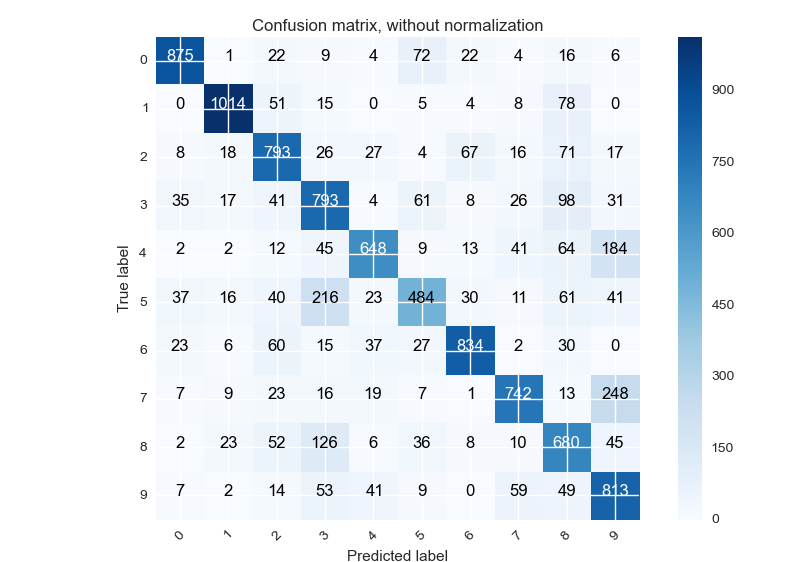 Confusion matrix, without normalization
0 875 1 22 9 4 72 22 4 16 6
1 0 1014 51 15 0 5 4 8 78 0
2 8 18 793 26 27 4 67 16 71 17
3 35 17 41 793 4 61 8 26 98 31
4 2 2 12 45 648 9 13 41 64 184
5 37 16 40 216 23 484 30 11 61 41
6 23 6 60 15 37 27 834 2 30 0
7 7 9 23 16 19 7 1 742 13 248
8 2 23 52 126 6 36 8 10 680 45
9 7 2 14 53 41 9 0 59 49 813
0 1 2 3 4 5 6 7 8 9
Predicted label
True label
900
750
600
450
300
150
0